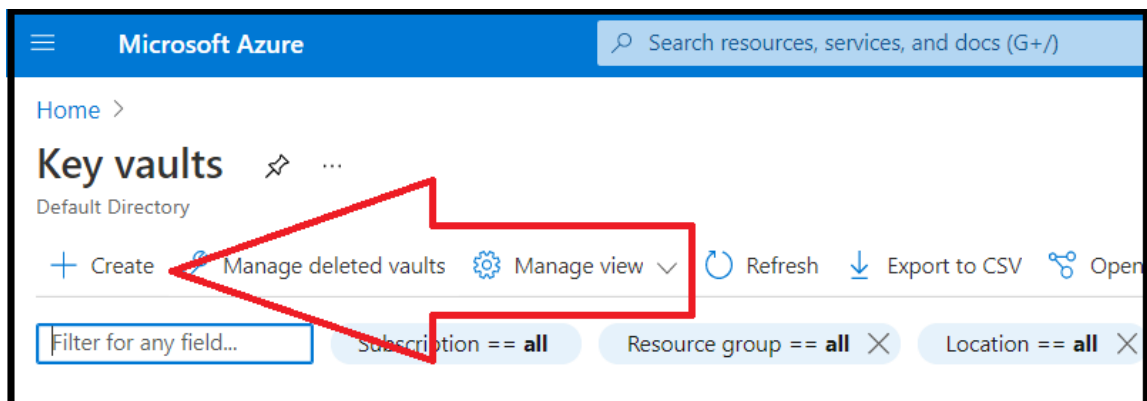 Microsoft Azure
Search resources, services, and docs (G+/)
Home >
Key vaults ...
Default Directory
+ Create Manage deleted vaults Manage view Refresh Export to CSV Open
Filter for any field... Subscription == all Resource group == all Location == all